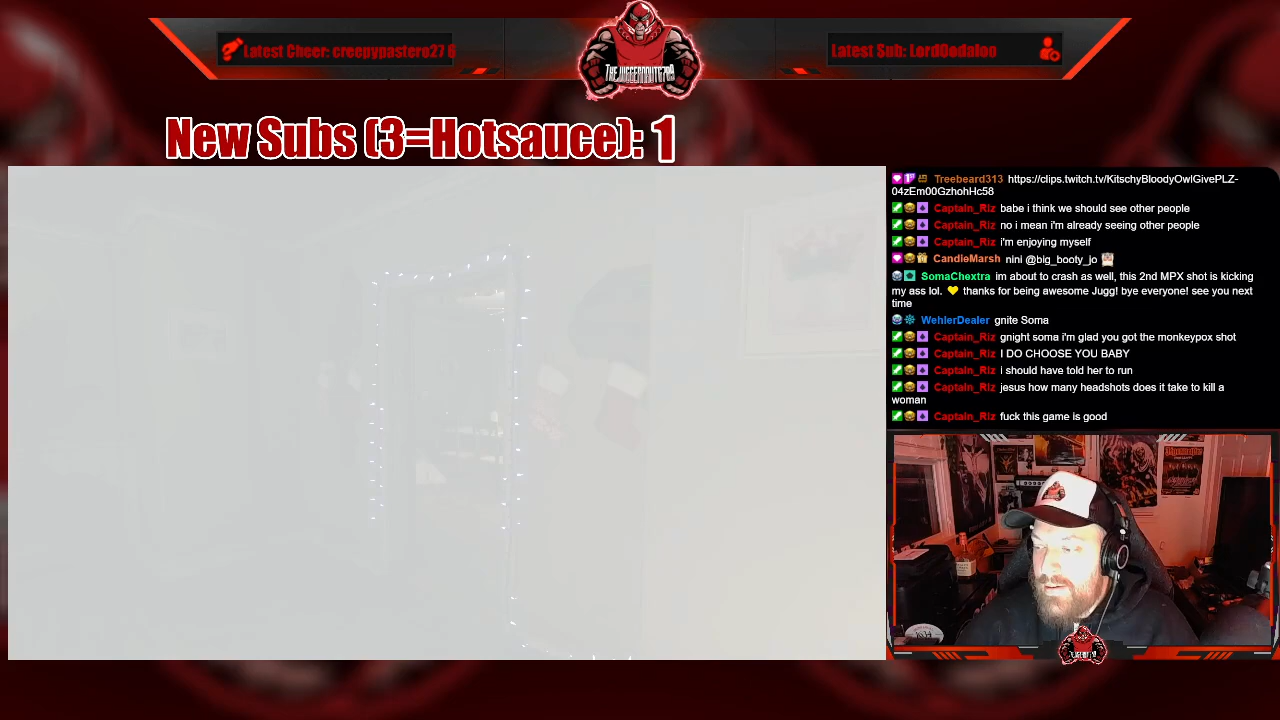 Latest Cheer: creepypastero27 6
THEJUGGERNAUT6789
Latest Sub: LordOodaloo
New Subs (3=Hotsauce): 1
Treebeard313 https://clips.twitch.tv/KitschyBloodyOwlGivePLZ-
04zEm00GzhohHc58
Captain_Riz babe i think we should see other people
Captain_Riz no i mean i'm already seeing other people
Captain_Riz i'm enjoying myself
CandieMarsh nini @big_booty_jo
SomaChextra im about to crash as well, this 2nd MPX shot is kicking
my ass lol. 💛 thanks for being awesome Jugg! bye everyone! see you next
time
WehlerDealer gnite Soma
Captain_Riz gnight soma i'm glad you got the monkeypox shot
Captain_Riz I DO CHOOSE YOU BABY
Captain_Riz i should have told her to run
Captain_Riz jesus how many headshots does it take to kill a
woman
Captain_Riz fuck this game is good